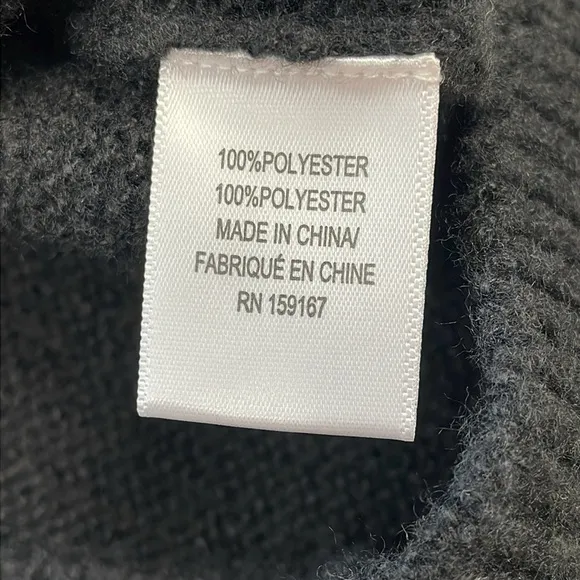 100%POLYESTER
100%POLYESTER
MADE IN CHINA/
FABRIQUÉ EN CHINE
RN 159167